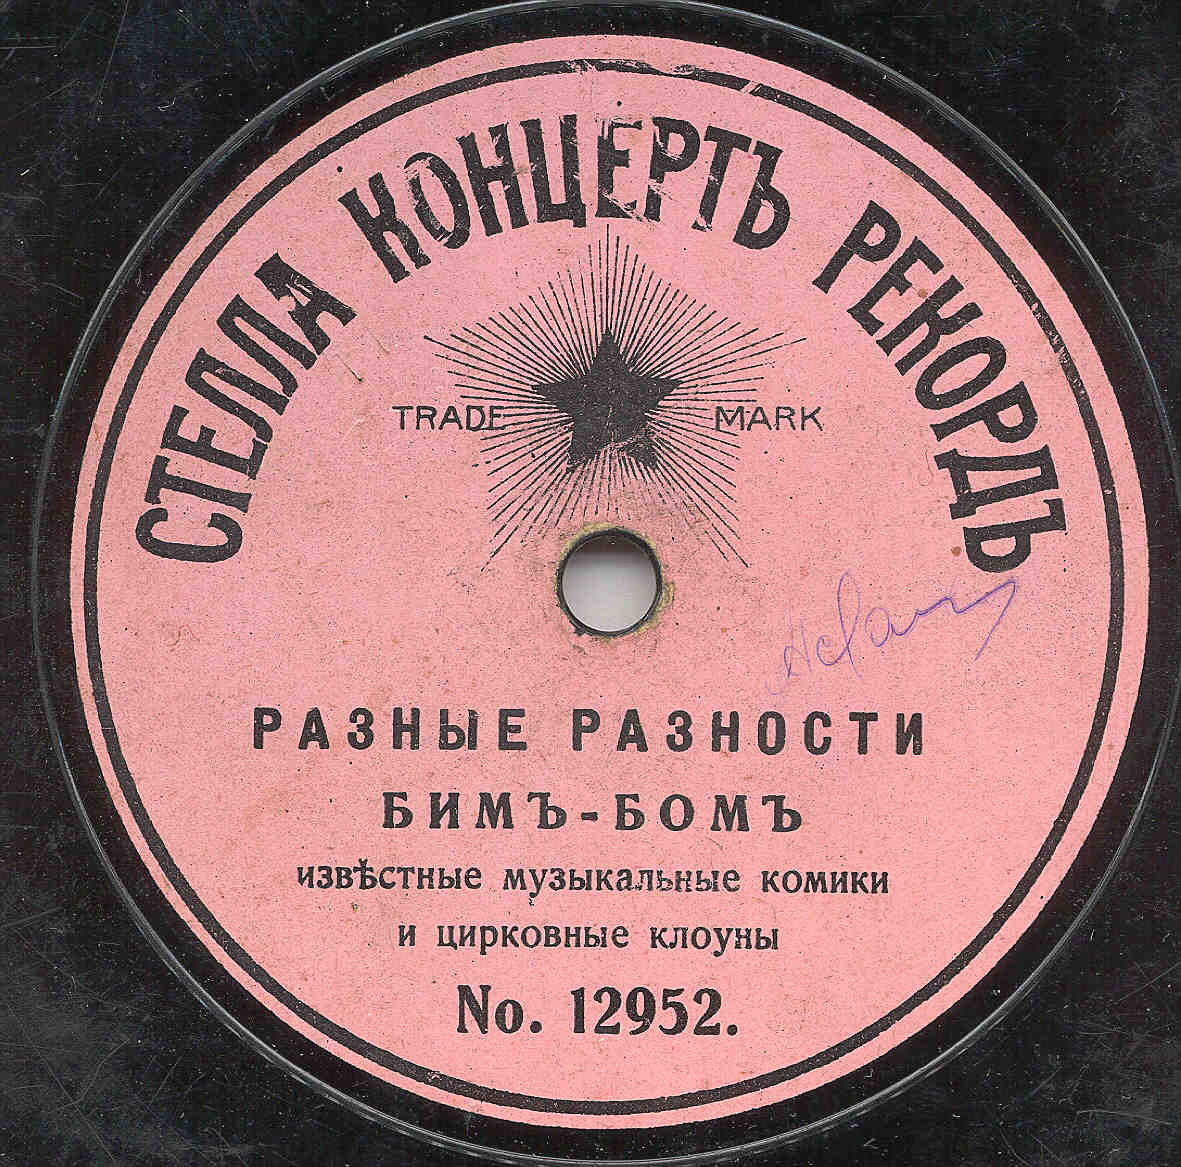 СТЕЛЛА КОНЦЕРТЪ РЕКОРДЪ
TRADE MARK
РАЗНЫЕ РАЗНОСТИ
БИМЪ-БОМЪ
извѣстные музыкальные комики
и цирковные клоуны
No. 12952.